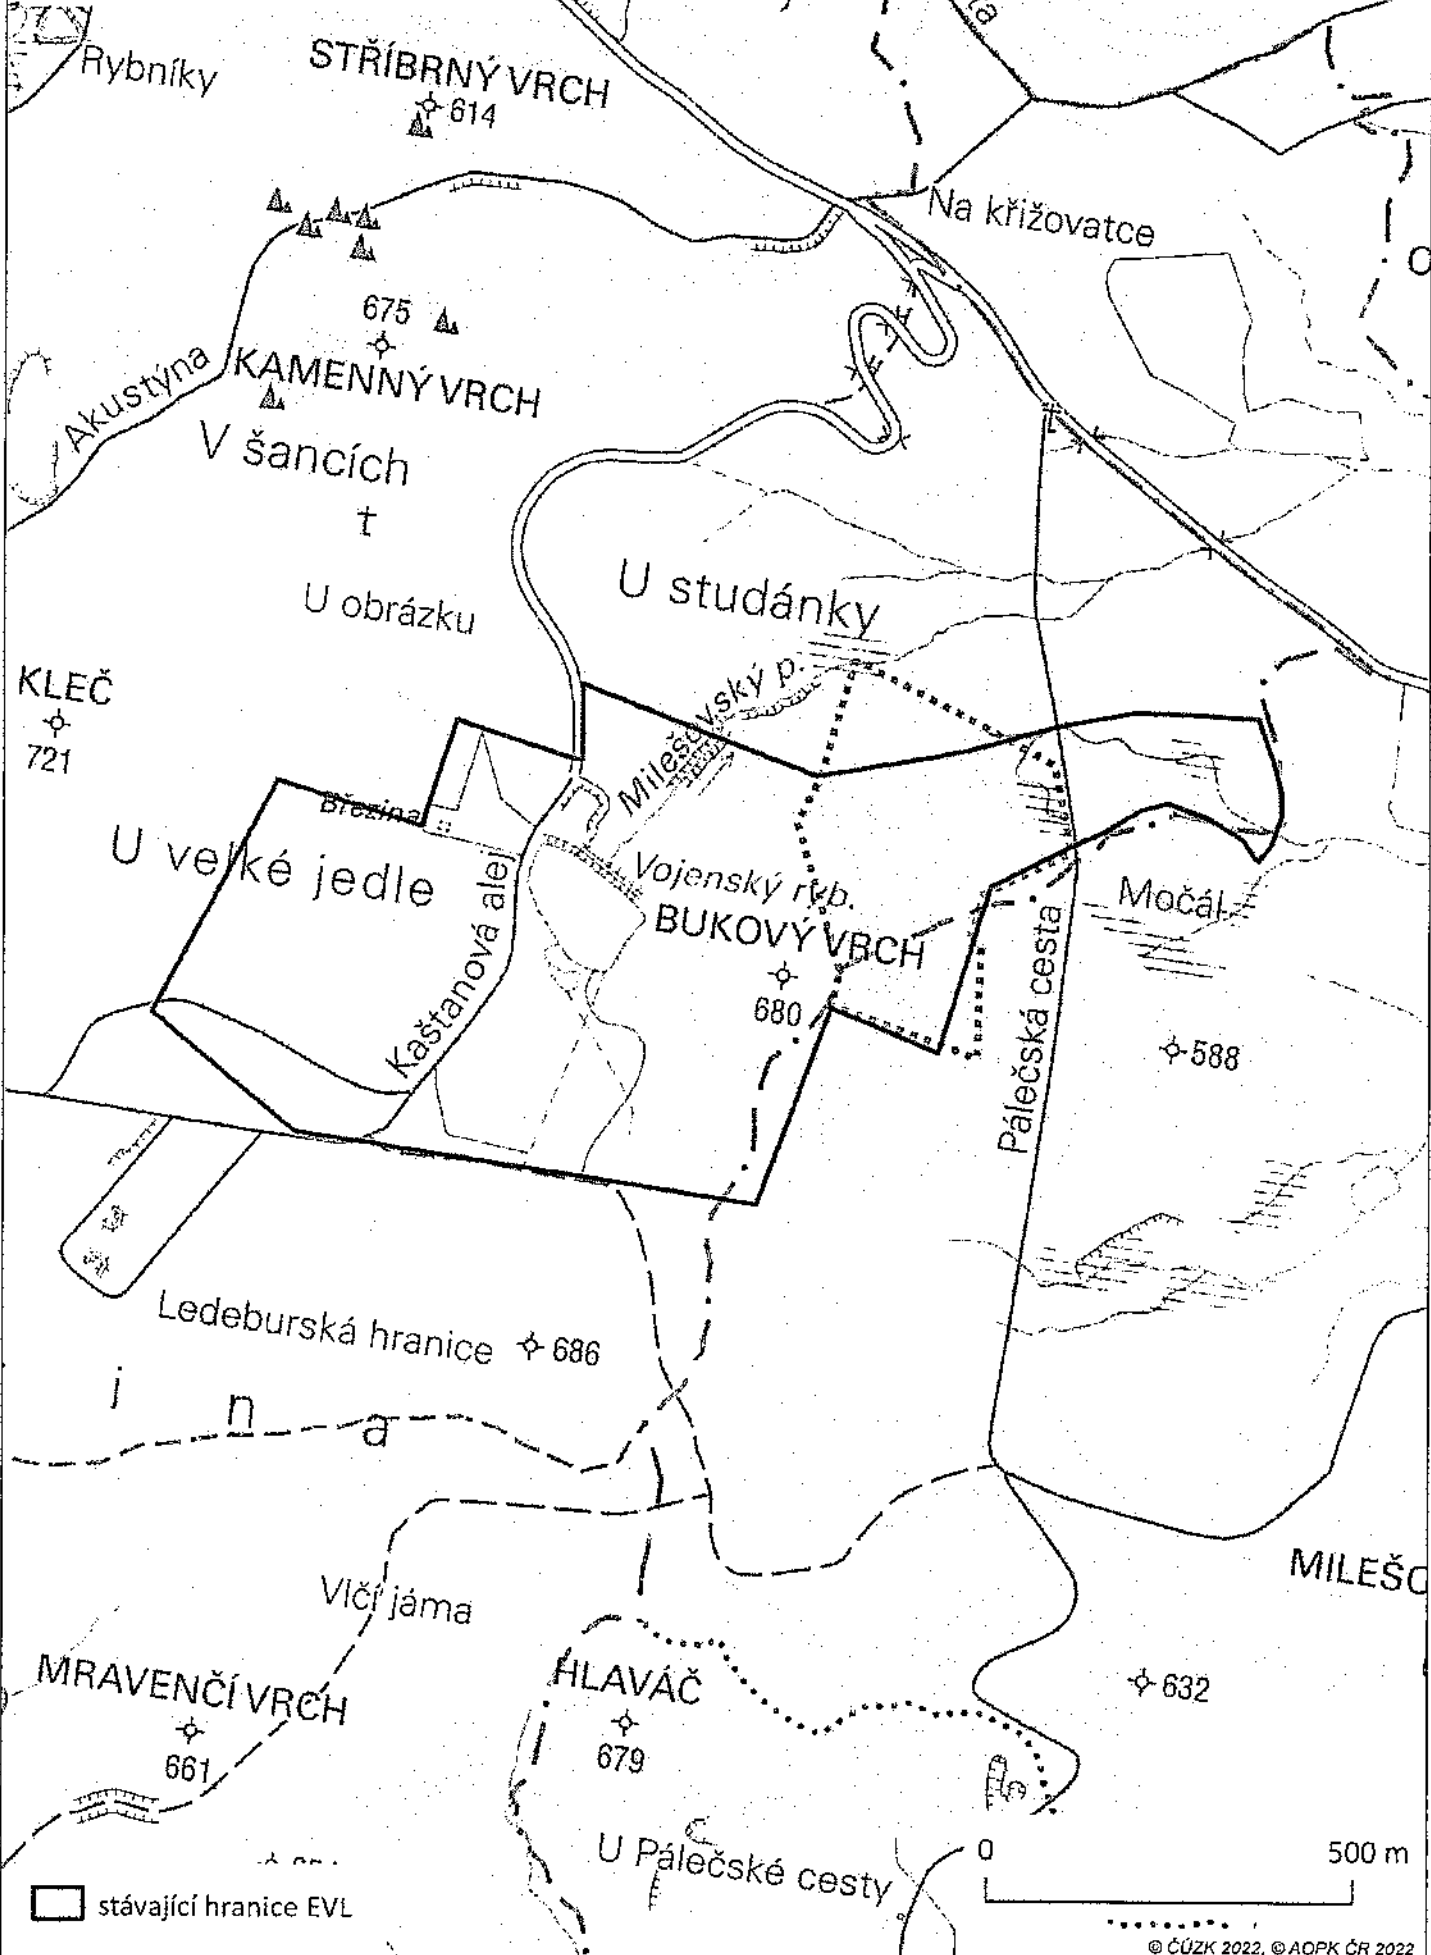 Rybníky
STŘÍBRNÝ VRCH
614
Na křižovatce
675
KAMENNÝ VRCH
Akustýna
V šancích
t
U obrázku
U studánky
KLEČ
721
Milešovský p.
Březina
U velké jedle
Kaštanová alej
Vojenský ryb.
BUKOVÝ VRCH
680
Močál
Pálečská cesta
588
Ledeburská hranice
686
i n a
Vlčí jáma
MILEŠO
MRAVENČÍ VRCH
661
HLAVÁČ
679
632
U Pálečské cesty
0 500 m
stávající hranice EVL
© ČÚZK 2022, © AOPK ČR 2022